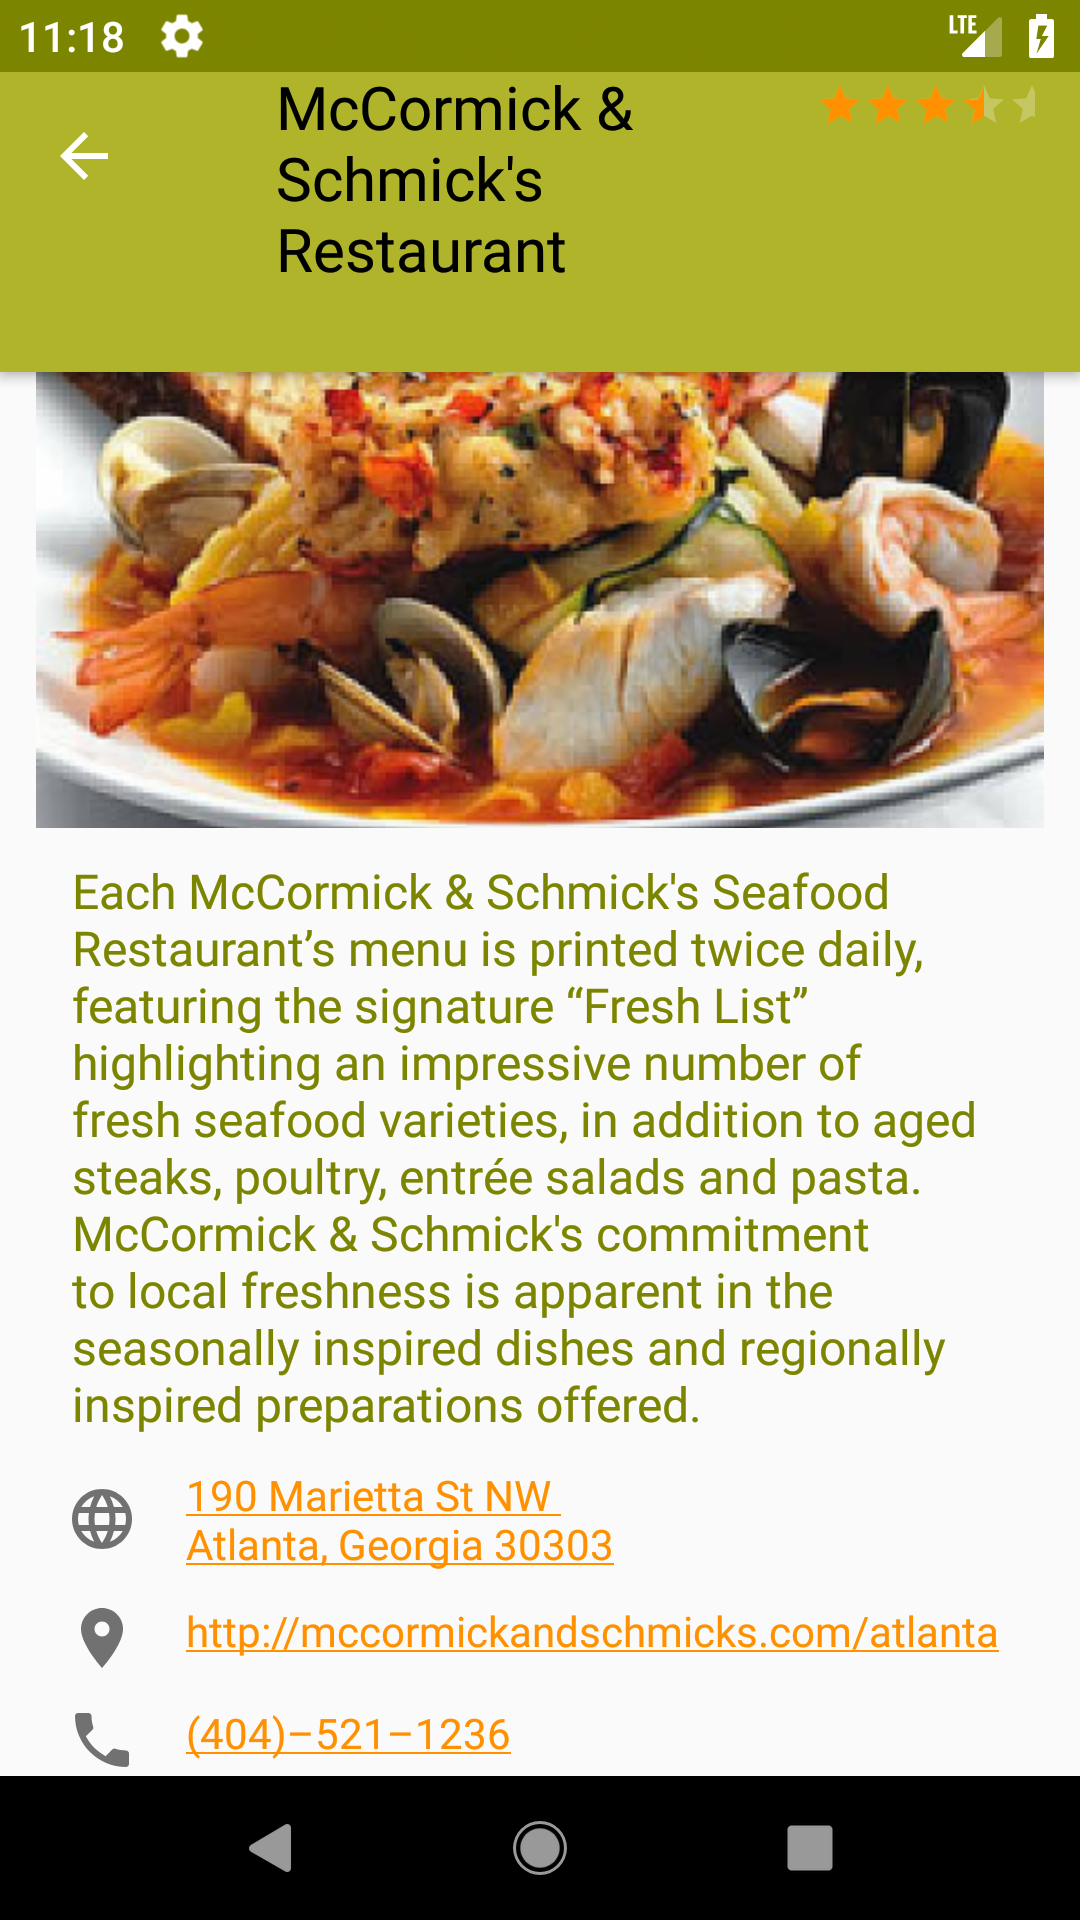 11:18
LTE
McCormick &
Schmick's
Restaurant
Each McCormick & Schmick's Seafood
Restaurant’s menu is printed twice daily,
featuring the signature “Fresh List”
highlighting an impressive number of
fresh seafood varieties, in addition to aged
steaks, poultry, entrée salads and pasta.
McCormick & Schmick's commitment
to local freshness is apparent in the
seasonally inspired dishes and regionally
inspired preparations offered.
190 Marietta St NW
Atlanta, Georgia 30303
http://mccormickandschmicks.com/atlanta
(404)–521–1236